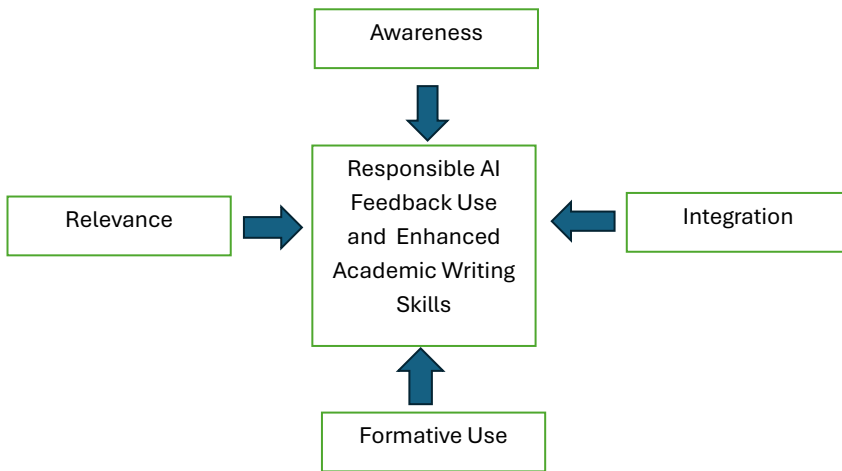 Awareness
Responsible AI
Feedback Use
and Enhanced
Academic Writing
Skills
Relevance
Integration
Formative Use